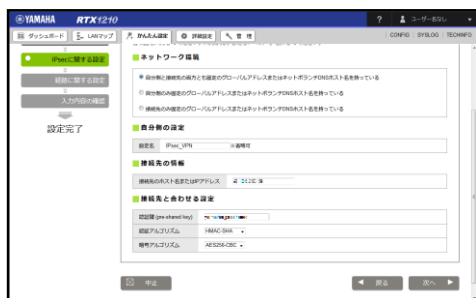 YAMAHA RTX1210
? ユーザー名なし
ダッシュボード LANマップ かんたん設定 詳細設定 管理 CONFIG SYSLOG TECHINFO
IPsecに関する設定
経路に関する設定
入力内容の確認
設定完了
ネットワーク環境
自分側と接続先の両方とも固定のグローバルアドレスまたはネットボランチDNSホスト名を持っている
自分側のみ固定のグローバルアドレスまたはネットボランチDNSホスト名を持っている
接続先のみ固定のグローバルアドレスまたはネットボランチDNSホスト名を持っている
自分側の設定
設定名 IPsec_VPN ※省略可
接続先の情報
接続先のホスト名またはIPアドレス
接続先と合わせる設定
認証鍵 (pre-shared key)
認証アルゴリズム HMAC-SHA
暗号アルゴリズム AES256-CBC
中止 戻る 次へ